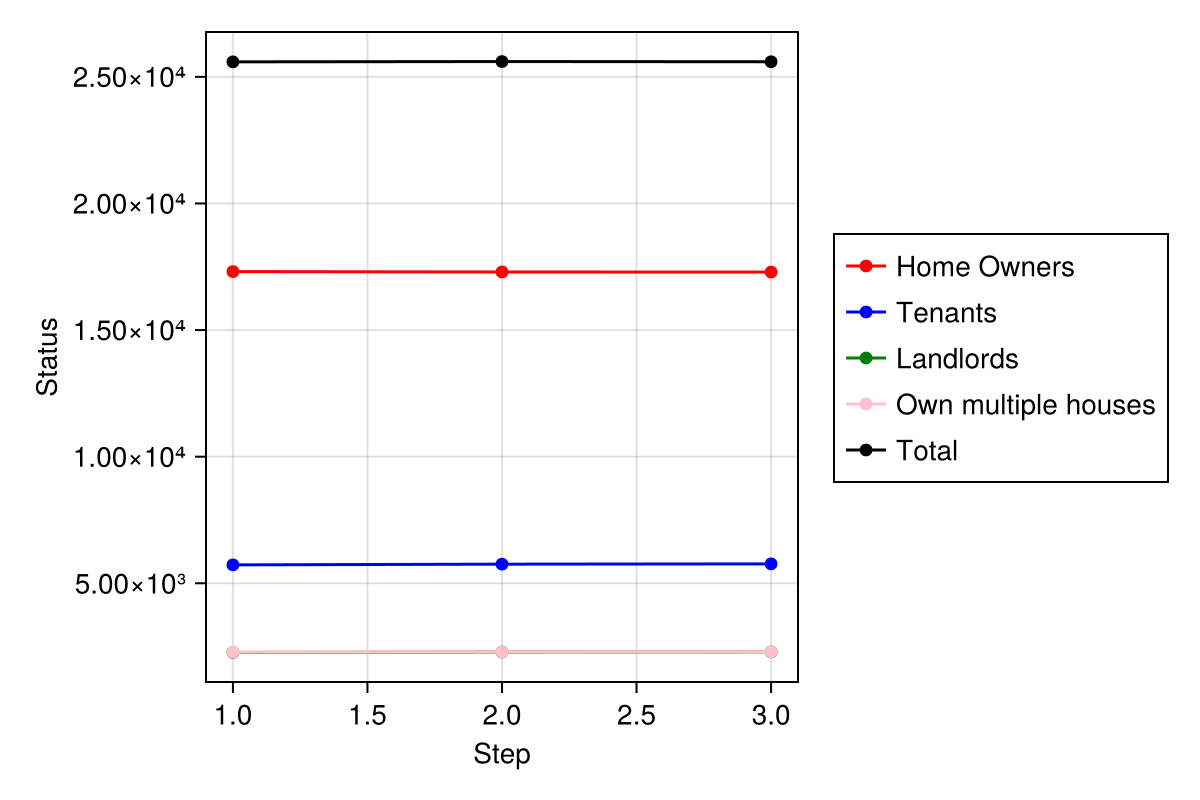 2.50×10⁴
2.00×10⁴
1.50×10⁴
1.00×10⁴
5.00×10³
Status
1.0 1.5 2.0 2.5 3.0
Step
Home Owners
Tenants
Landlords
Own multiple houses
Total